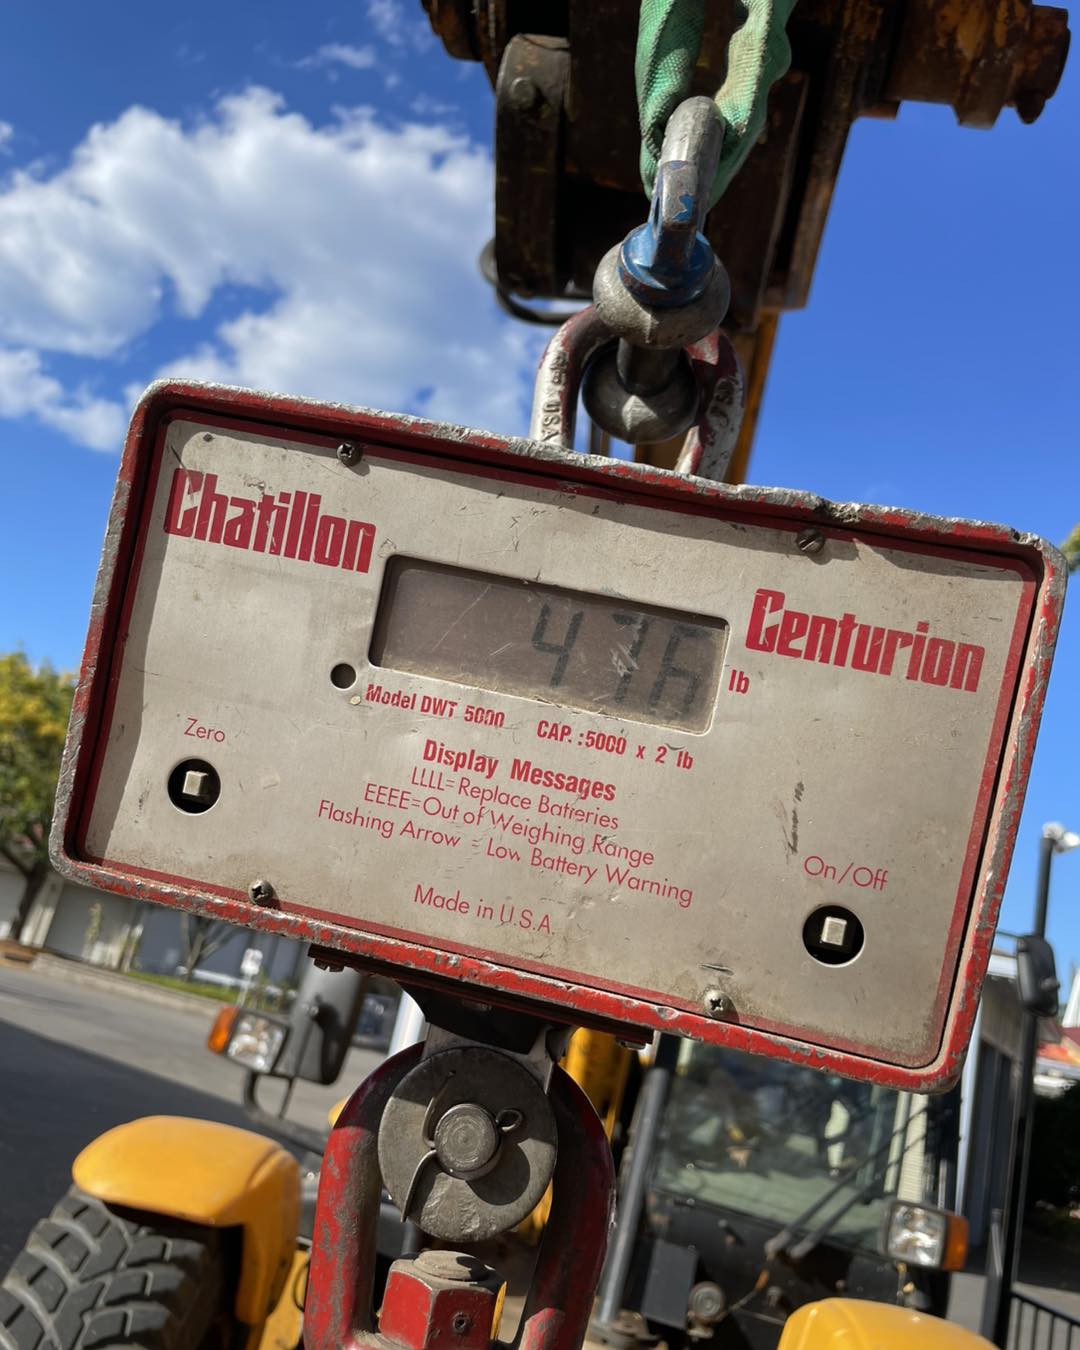 Chatillon
Centurion
476
lb
Model DWT 5000 CAP. :5000 x 2 lb
Display Messages
LLLL=Replace Batteries
EEEE=Out of Weighing Range
Flashing Arrow = Low Battery Warning
Made in U.S.A.
Zero
On/Off
USA